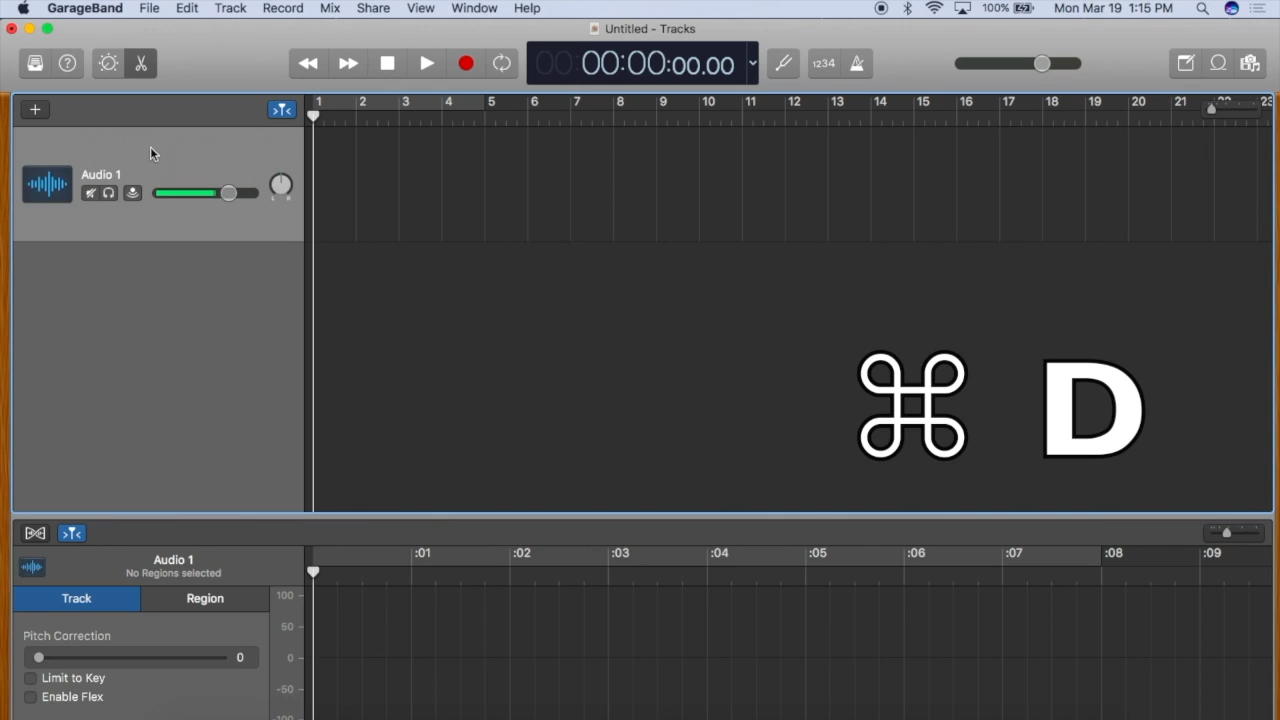 GarageBand File Edit Track Record Mix Share View Window Help 100% Mon Mar 19 1:15 PM
Untitled - Tracks
00:00:00.00 1234
1 2 3 4 5 6 7 8 9 10 11 12 13 14 15 16 17 18 19 20 21 22 23
Audio 1
L R
⌘ D
Audio 1
No Regions selected
:01 :02 :03 :04 :05 :06 :07 :08 :09
Track Region
100
50
0
-50
-100
Pitch Correction
0
Limit to Key
Enable Flex